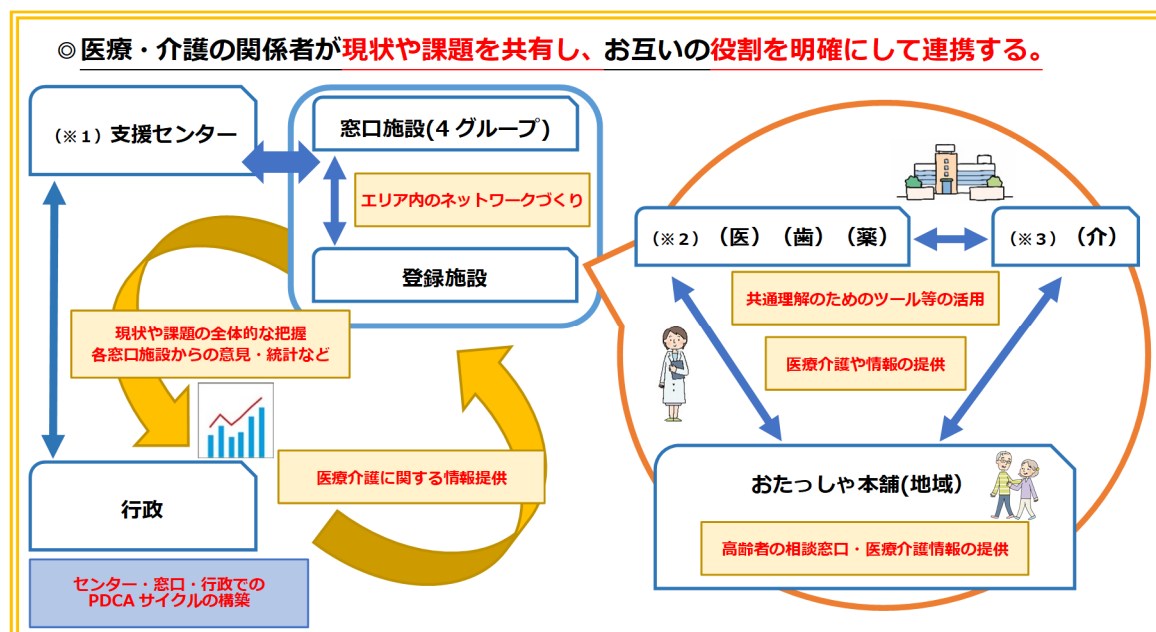 ◎医療・介護の関係者が現状や課題を共有し、お互いの役割を明確にして連携する。
（※１）支援センター
窓口施設(4 グループ)
エリア内のネットワークづくり
登録施設
（※２）（医）（歯）（薬）
（※３）（介）
共通理解のためのツール等の活用
医療介護や情報の提供
現状や課題の全体的な把握
各窓口施設からの意見・統計など
行政
医療介護に関する情報提供
おたっしゃ本舗(地域）
高齢者の相談窓口・医療介護情報の提供
センター・窓口・行政での
PDCA サイクルの構築